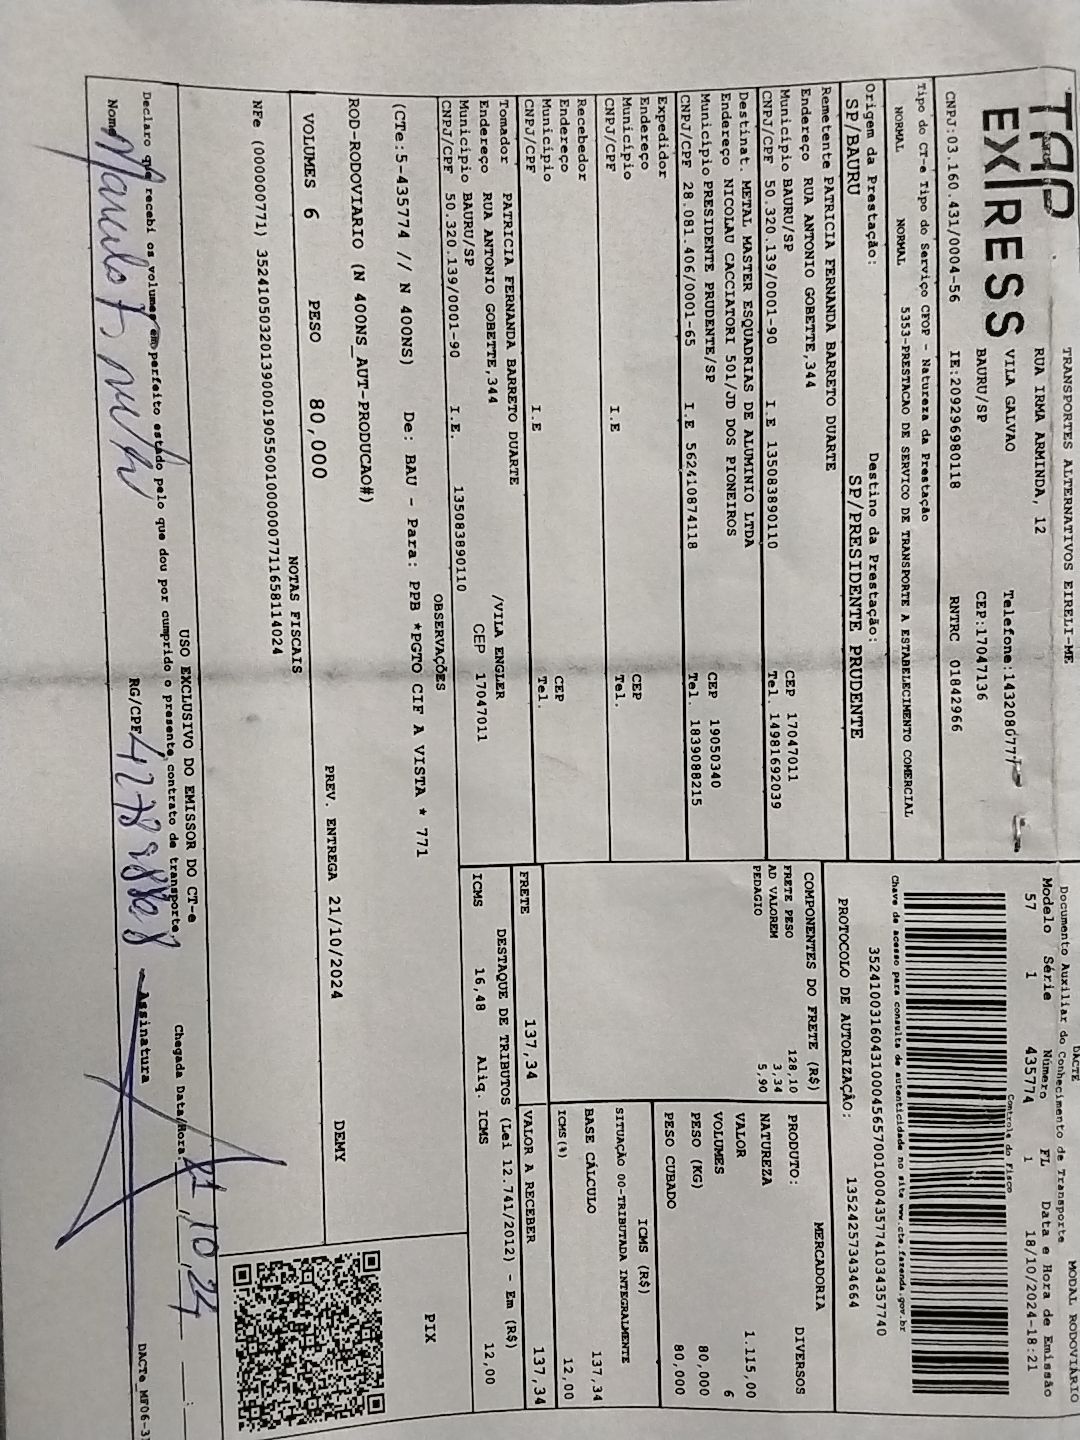 TAP
EXPRESS
TRANSPORTES ALTERNATIVOS EIRELI-ME
RUA IRMA ARMINDA, 12
VILA GALVAO Telefone:1432080777
BAURU/SP CEP:17047136
CNPJ:03.160.431/0004-56 IE:209296980118 RNTRC 01842966
DACTE MODAL RODOVIÁRIO
Documento Auxiliar do Conhecimento de Transporte
Modelo Série Número FL Data e Hora de Emissão
57 1 435774 1 18/10/2024-18:21
Controle do Fisco
Chave de acesso para consulta de autenticidade no site www.cte.fazenda.gov.br
PROTOCOLO DE AUTORIZAÇÃO: 135242573434664
Tipo do CT-e Tipo do Serviço CFOP - Natureza da Prestação
NORMAL NORMAL 5353-PRESTACAO DE SERVICO DE TRANSPORTE A ESTABELECIMENTO COMERCIAL
Origem da Prestação: Destino da Prestação:
SP/BAURU SP/PRESIDENTE PRUDENTE
Remetente PATRICIA FERNANDA BARRETO DUARTE
Endereço RUA ANTONIO GOBETTE,344
Município BAURU/SP CEP 17047011
CNPJ/CPF 50.320.139/0001-90 I.E 135083890110 Tel. 14981692039
Destinat. METAL MASTER ESQUADRIAS DE ALUMINIO LTDA
Endereço NICOLAU CACCIATORI 501/JD DOS PIONEIROS
Município PRESIDENTE PRUDENTE/SP CEP 19050340
CNPJ/CPF 28.081.406/0001-65 I.E 562410874118 Tel. 1839088215
Expedidor
Endereço
Município CEP
CNPJ/CPF I.E Tel.
Recebedor
Endereço
Município CEP
CNPJ/CPF I.E Tel.
Tomador PATRICIA FERNANDA BARRETO DUARTE
Endereço RUA ANTONIO GOBETTE,344 /VILA ENGLER
Município BAURU/SP CEP 17047011
CNPJ/CPF 50.320.139/0001-90 I.E. 135083890110
COMPONENTES DO FRETE (R$)
FRETE PESO 128,10
AD VALOREM 3,34
PEDAGIO 5,90
FRETE 137,34
MERCADORIA
PRODUTO: DIVERSOS
NATUREZA
VALOR 1.115,00
VOLUMES 6
PESO (KG) 80,000
PESO CUBADO 80,000
ICMS (R$)
SITUAÇÃO 00-TRIBUTADA INTEGRALMENTE
BASE CÁLCULO 137,34
ICMS(%) 12,00
VALOR A RECEBER 137,34
DESTAQUE DE TRIBUTOS (Lei 12.741/2012) - Em (R$)
ICMS 16,48 Aliq. ICMS 12,00
OBSERVAÇÕES
(CTe:5-435774 // N 400NS) De: BAU - Para: PPB *PGTO CIF A VISTA * 771
ROD-RODOVIARIO (N 400NS_AUT-PRODUCAO#)
PIX
VOLUMES 6 PESO 80,000 PREV. ENTREGA 21/10/2024 DEMY
NOTAS FISCAIS
NFe (000000771)
USO EXCLUSIVO DO EMISSOR DO CT-e
Declaro que recebi os volumes em perfeito estado pelo que dou por cumprido o presente contrato de transporte.
Chegada Data/Hora 21/10/24
Nome RG/CPF Assinatura